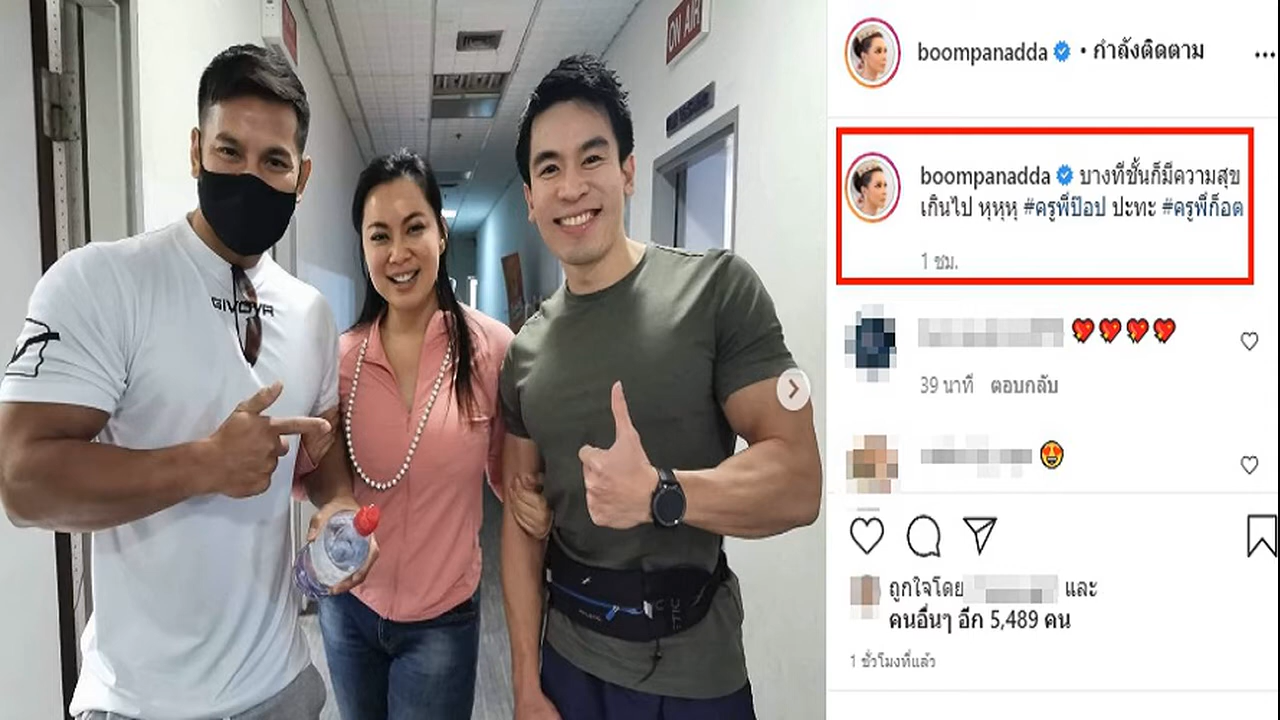 ON AIR
GIVOVA
boompanadda • กำลังติดตาม ...
boompanadda บางทีชั้นก็มีความสุข
เกินไป หุหุหุ #ครูพี่ป๊อป ปะทะ #ครูพี่ก็อต
1 ชม.
39 นาที ตอบกลับ
ถูกใจโดย และ
คนอื่นๆ อีก 5,489 คน
1 ชั่วโมงที่แล้ว